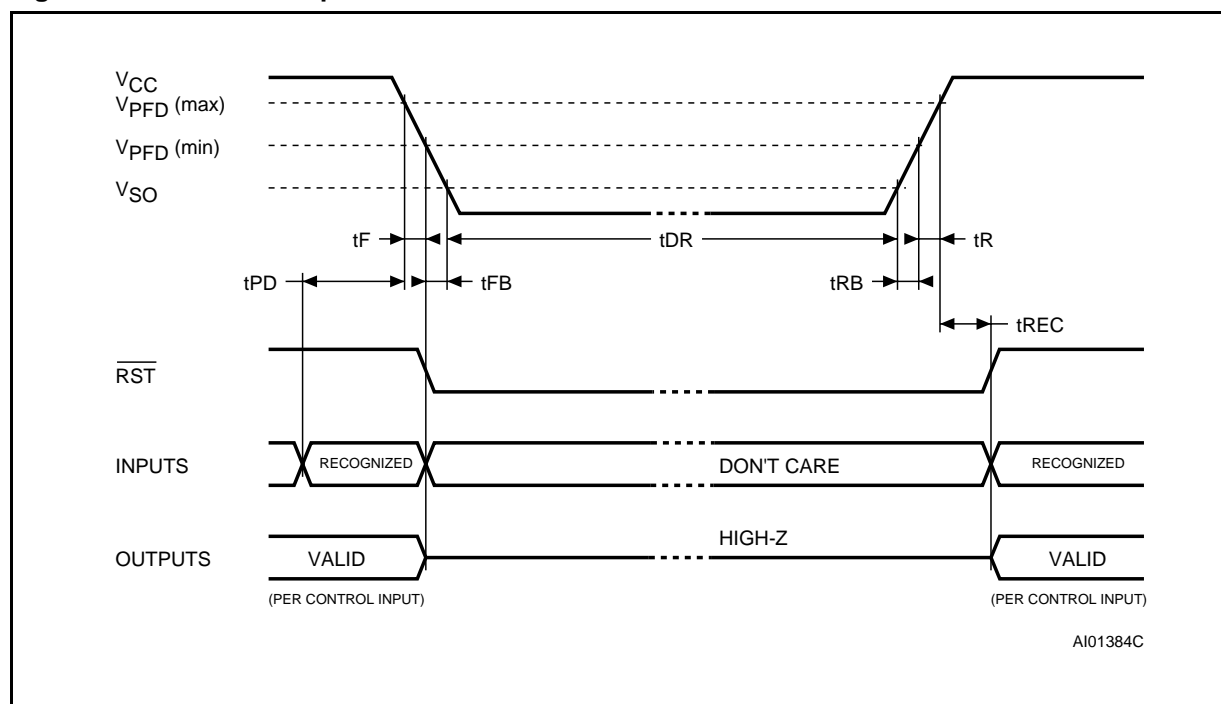 VCC
VPFD (max)
VPFD (min)
VSO
tF
tDR
tR
tPD
tFB
tRB
tREC
RST
INPUTS
RECOGNIZED
DON'T CARE
RECOGNIZED
HIGH-Z
OUTPUTS
VALID
VALID
(PER CONTROL INPUT)
(PER CONTROL INPUT)
AI01384C